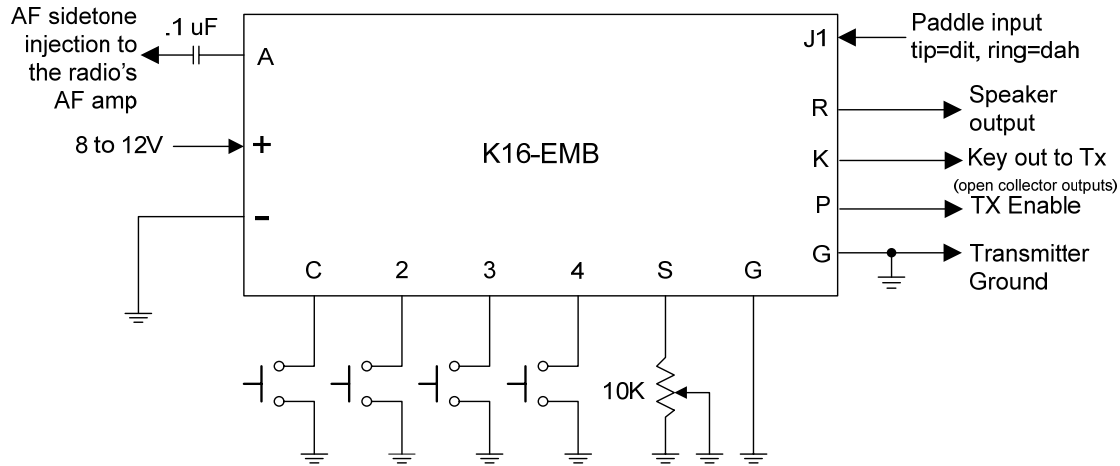 AF sidetone
injection to
the radio's
AF amp
.1 uF
A
8 to 12V
+
-
K16-EMB
J1
Paddle input
tip=dit, ring=dah
R
Speaker
output
K
Key out to Tx
(open collector outputs)
P
TX Enable
G
Transmitter
Ground
C
2
3
4
S
G
10K